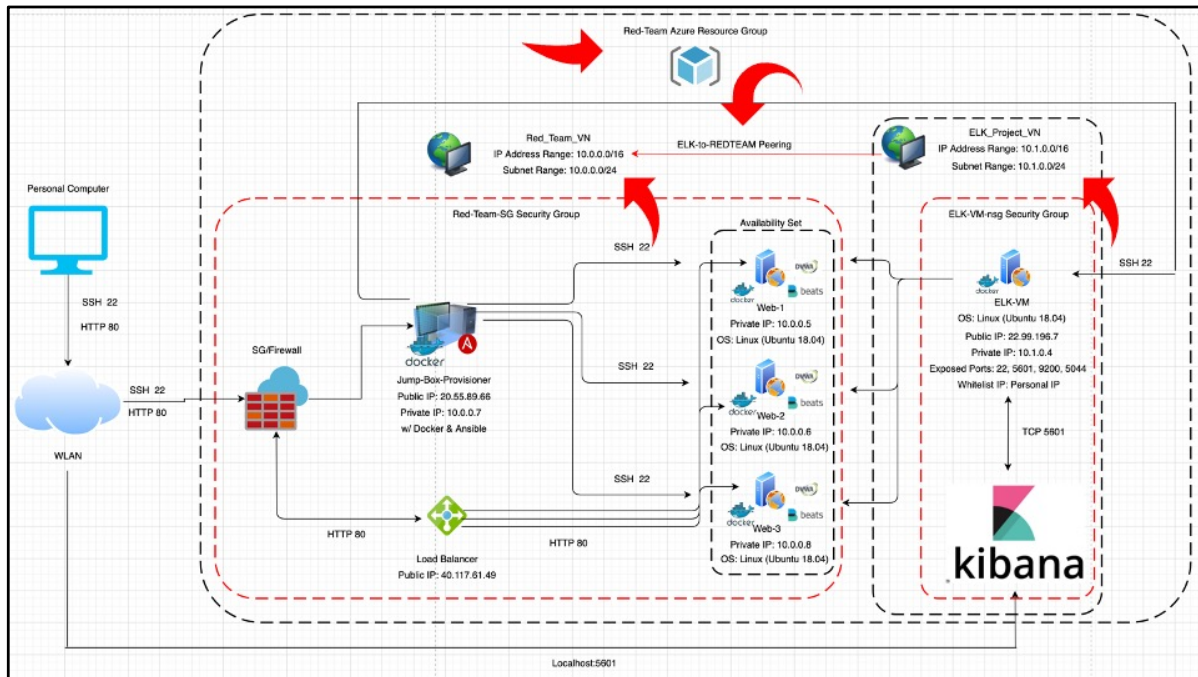 Red-Team Azure Resource Group
Red_Team_VN
IP Address Range: 10.0.0.0/16
Subnet Range: 10.0.0.0/24
ELK-to-REDTEAM Peering
ELK_Project_VN
IP Address Range: 10.1.0.0/16
Subnet Range: 10.1.0.0/24
Personal Computer
SSH 22
HTTP 80
WLAN
SSH 22
HTTP 80
Red-Team-SG Security Group
SG/Firewall
docker
A
Jump-Box-Provisioner
Public IP: 20.55.89.66
Private IP: 10.0.0.7
w/ Docker & Ansible
SSH 22
SSH 22
SSH 22
HTTP 80
Load Balancer
Public IP: 40.117.61.49
HTTP 80
Availability Set
DVWA
docker
beats
Web-1
Private IP: 10.0.0.5
OS: Linux (Ubuntu 18.04)
DVWA
docker
beats
Web-2
Private IP: 10.0.0.6
OS: Linux (Ubuntu 18.04)
DVWA
docker
beats
Web-3
Private IP: 10.0.0.8
OS: Linux (Ubuntu 18.04)
ELK-VM-nsg Security Group
SSH 22
docker
ELK-VM
OS: Linux (Ubuntu 18.04)
Public IP: 22.99.196.7
Private IP: 10.1.0.4
Exposed Ports: 22, 5601, 9200, 5044
Whitelist IP: Personal IP
TCP 5601
kibana
Localhost:5601